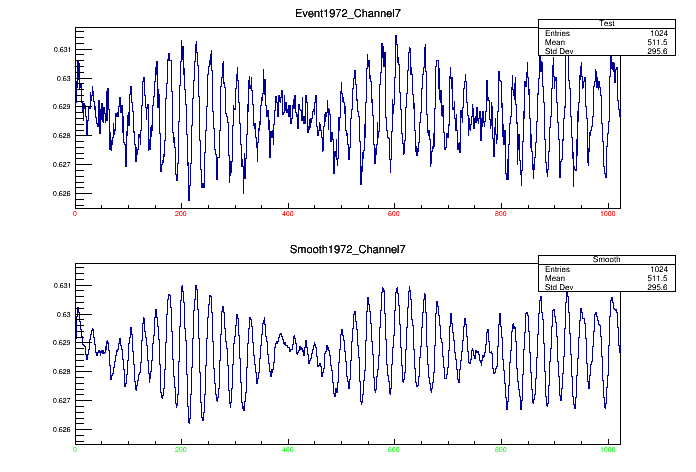 Event1972_Channel7
Test
Entries 1024
Mean 511.5
Std Dev 295.6
0.631
0.63
0.629
0.628
0.627
0.626
0 200 400 600 800 1000
Smooth1972_Channel7
Smooth
Entries 1024
Mean 511.5
Std Dev 295.6
0.631
0.63
0.629
0.628
0.627
0.626
0 200 400 600 800 1000